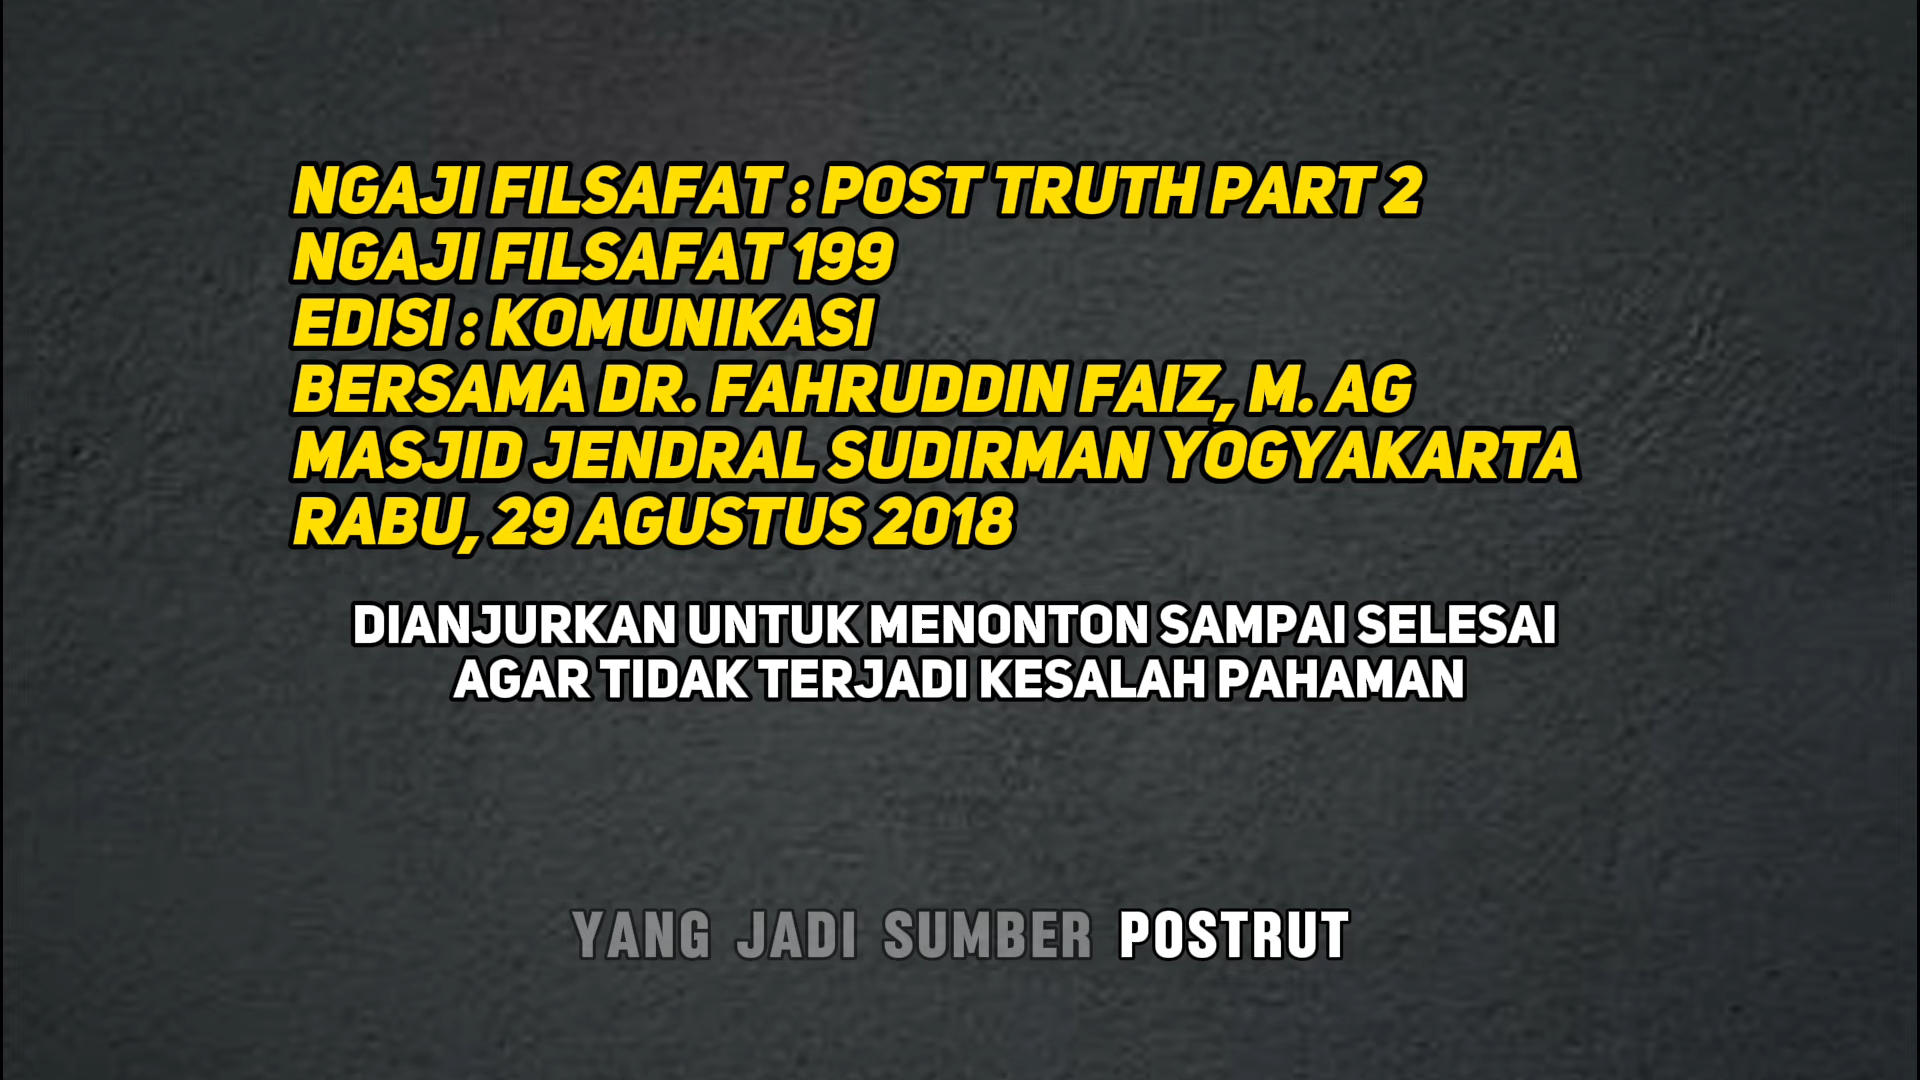 NGAJI FILSAFAT : POST TRUTH PART 2
NGAJI FILSAFAT 199
EDISI : KOMUNIKASI
BERSAMA DR. FAHRUDDIN FAIZ, M. AG
MASJID JENDRAL SUDIRMAN YOGYAKARTA
RABU, 29 AGUSTUS 2018
DIANJURKAN UNTUK MENONTON SAMPAI SELESAI
AGAR TIDAK TERJADI KESALAH PAHAMAN
YANG JADI SUMBER POSTRUT